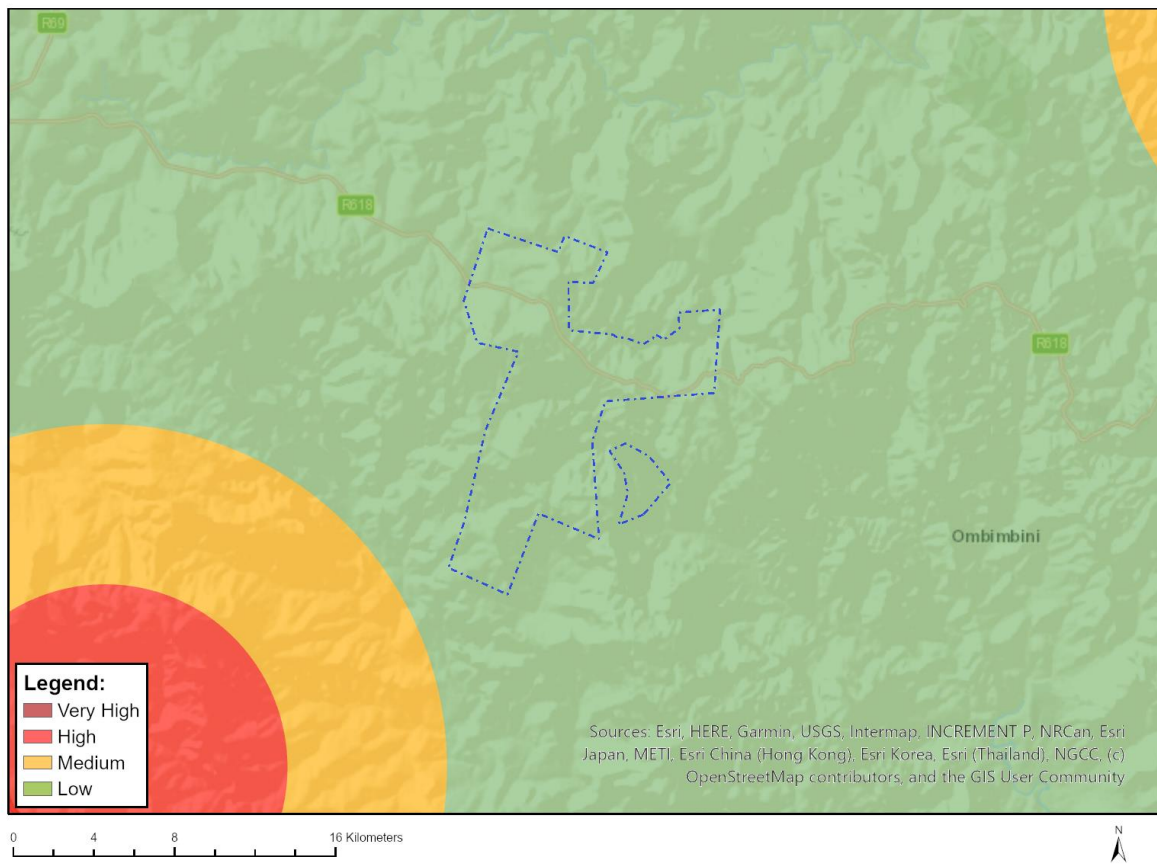 R69
R618
R618
Ombimbini
Legend:
Very High
High
Medium
Low
Sources: Esri, HERE, Garmin, USGS, Intermap, INCREMENT P, NRCan, Esri
Japan, METI, Esri China (Hong Kong), Esri Korea, Esri (Thailand), NGCC, (c)
OpenStreetMap contributors, and the GIS User Community
0 4 8 16 Kilometers
N